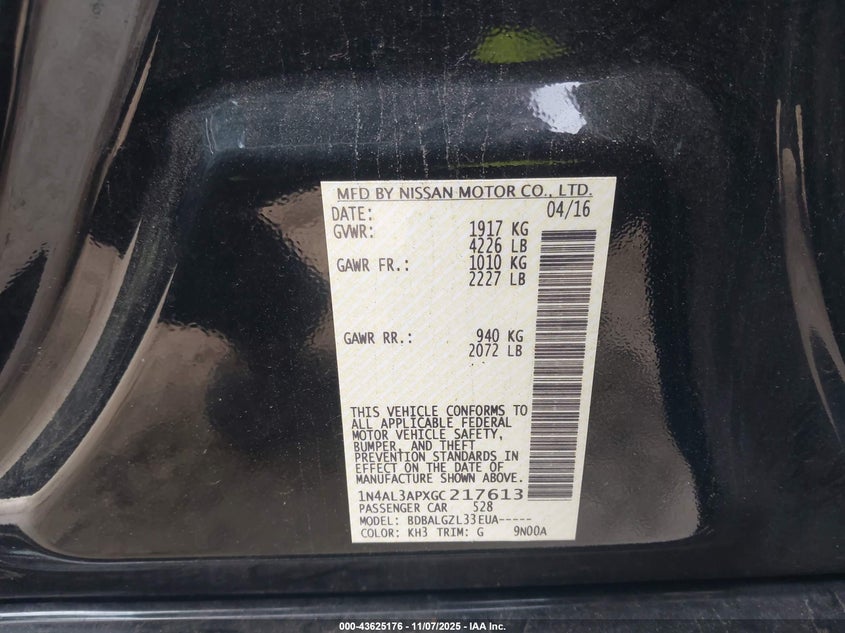 MFD BY NISSAN MOTOR CO., LTD.
DATE: 04/16
GVWR: 1917 KG
4226 LB
GAWR FR.: 1010 KG
2227 LB
GAWR RR.: 940 KG
2072 LB
THIS VEHICLE CONFORMS TO
ALL APPLICABLE FEDERAL
MOTOR VEHICLE SAFETY,
BUMPER, AND THEFT
PREVENTION STANDARDS IN
EFFECT ON THE DATE OF
MANUFACTURE SHOWN ABOVE.
1N4AL3APXGC217613
PASSENGER CAR 528
MODEL: BDBALGZL33EUA-----
COLOR: KH3 TRIM: G 9N00A
000-43625176 - 11/07/2025 - IAA Inc.